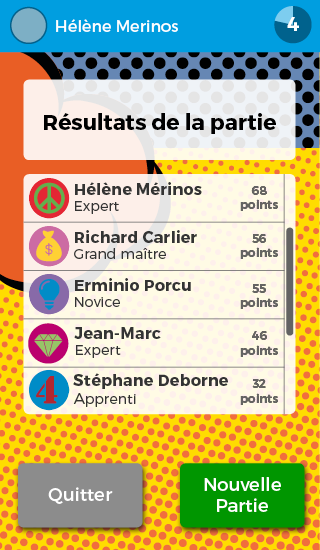 Hélène Merinos
4
Résultats de la partie
Hélène Mérinos
Expert
68
points
Richard Carlier
Grand maître
56
points
$
Erminio Porcu
Novice
55
points
Jean-Marc
Expert
46
points
4
Stéphane Deborne
Apprenti
32
points
Quitter
Nouvelle
Partie